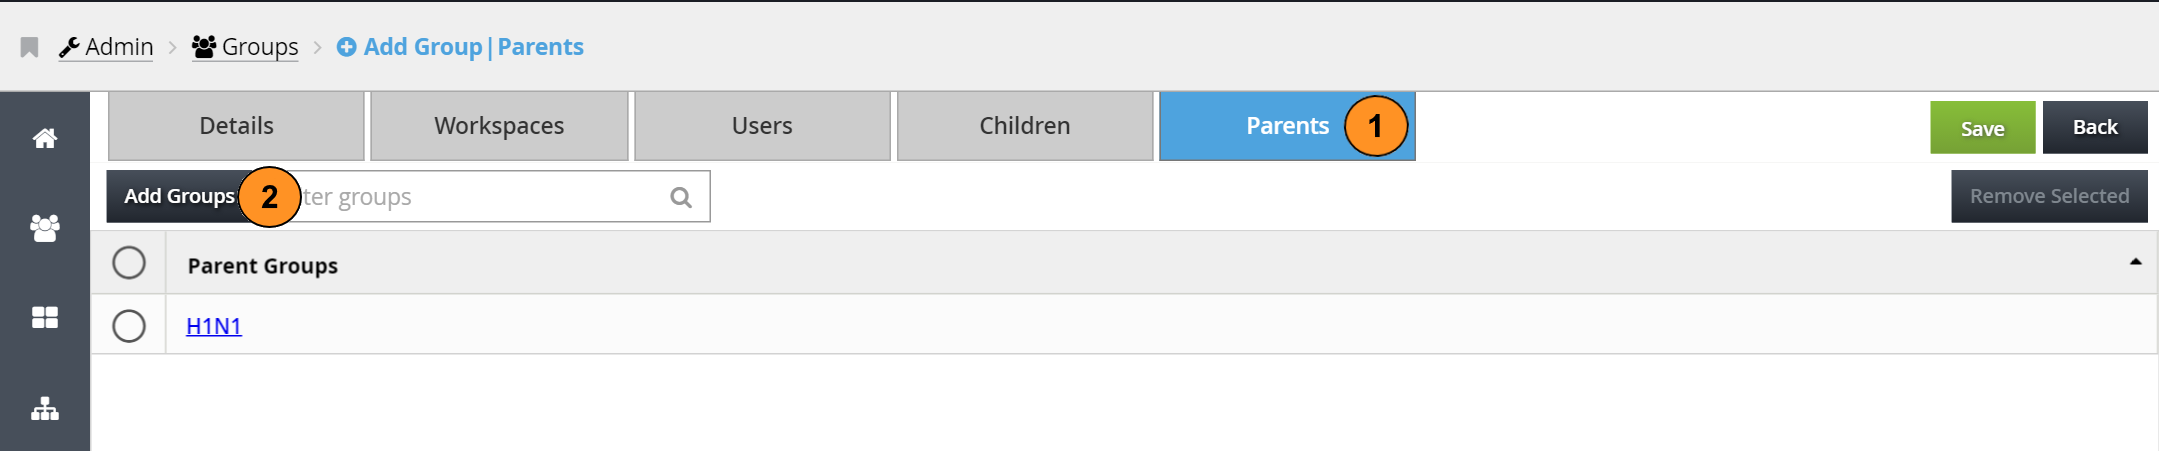 Admin > Groups > Add Group|Parents
Details Workspaces Users Children Parents 1 Save Back
Add Groups 2 ter groups Remove Selected
Parent Groups
H1N1